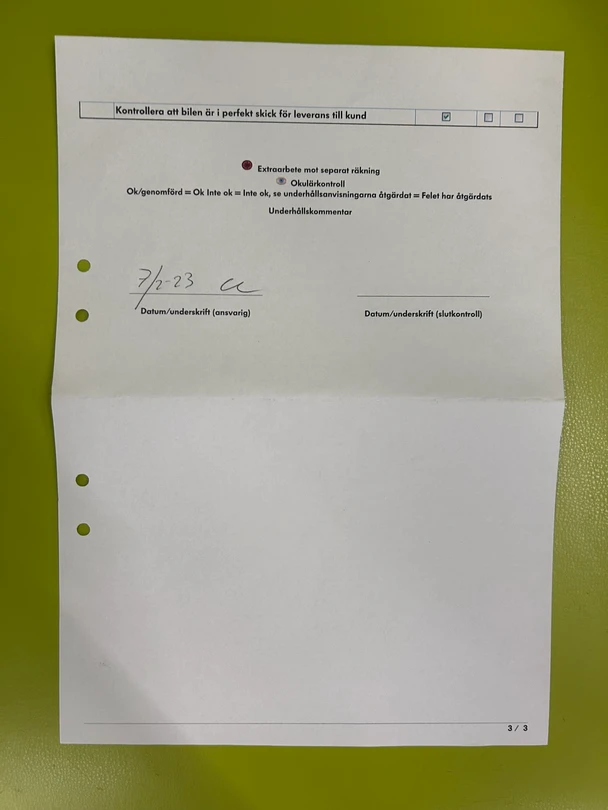 Kontrollera att bilen är i perfekt skick för leverans till kund
Extraarbete mot separat räkning
Okulärkontroll
Ok/genomförd = Ok Inte ok = Inte ok, se underhållsanvisningarna åtgärdat = Felet har åtgärdats
Underhållskommentar
7/2-23
Datum/underskrift (ansvarig)
Datum/underskrift (slutkontroll)
3 / 3